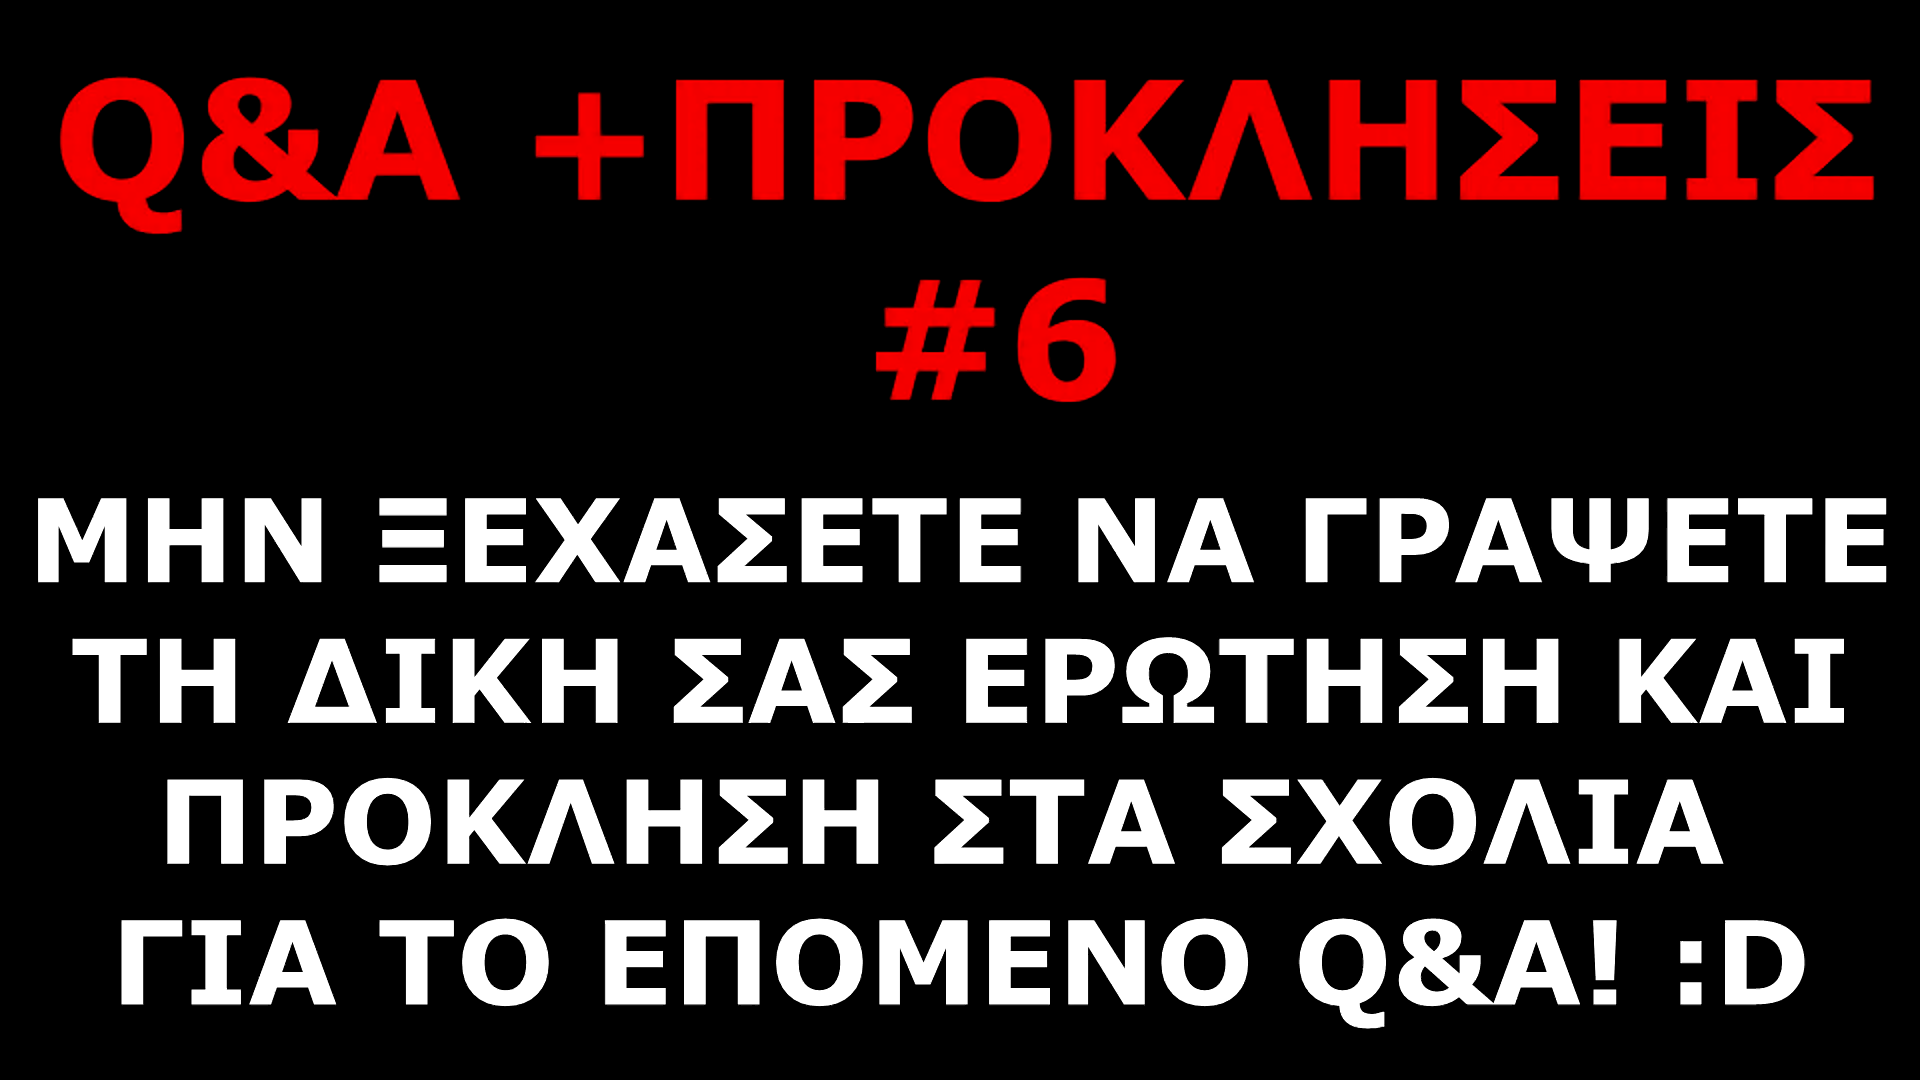 Q&A +ΠΡΟΚΛΗΣΕΙΣ
#6
ΜΗΝ ΞΕΧΑΣΕΤΕ ΝΑ ΓΡΑΨΕΤΕ
ΤΗ ΔΙΚΗ ΣΑΣ ΕΡΩΤΗΣΗ ΚΑΙ
ΠΡΟΚΛΗΣΗ ΣΤΑ ΣΧΟΛΙΑ
ΓΙΑ ΤΟ ΕΠΟΜΕΝΟ Q&A! :D